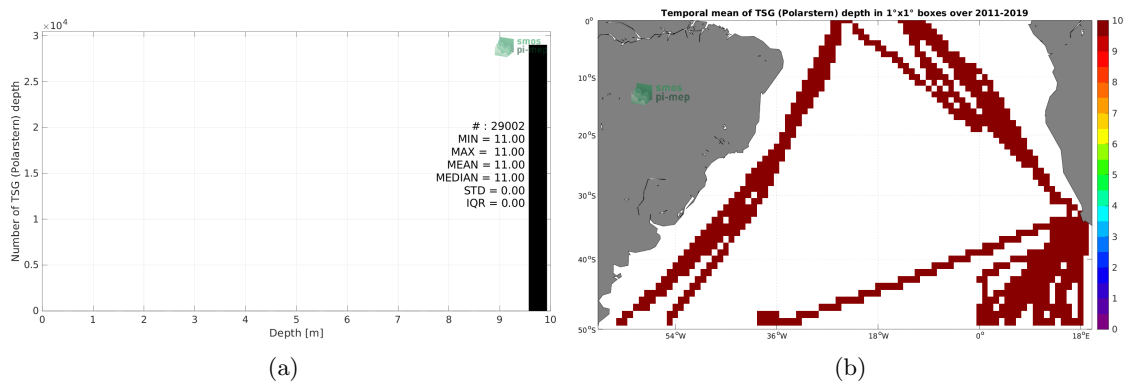 ×10⁴
3
2.5
2
1.5
1
0.5
0
Number of TSG (Polarstern) depth
smos
pi-mep
# : 29002
MIN = 11.00
MAX = 11.00
MEAN = 11.00
MEDIAN = 11.00
STD = 0.00
IQR = 0.00
0 1 2 3 4 5 6 7 8 9 10
Depth [m]
(a)
Temporal mean of TSG (Polarstern) depth in 1°x1° boxes over 2011-2019
0°
10°S
20°S
30°S
40°S
50°S
smos
pi-mep
54°W 36°W 18°W 0°E 18°E
10
9
8
7
6
5
4
3
2
1
0
(b)